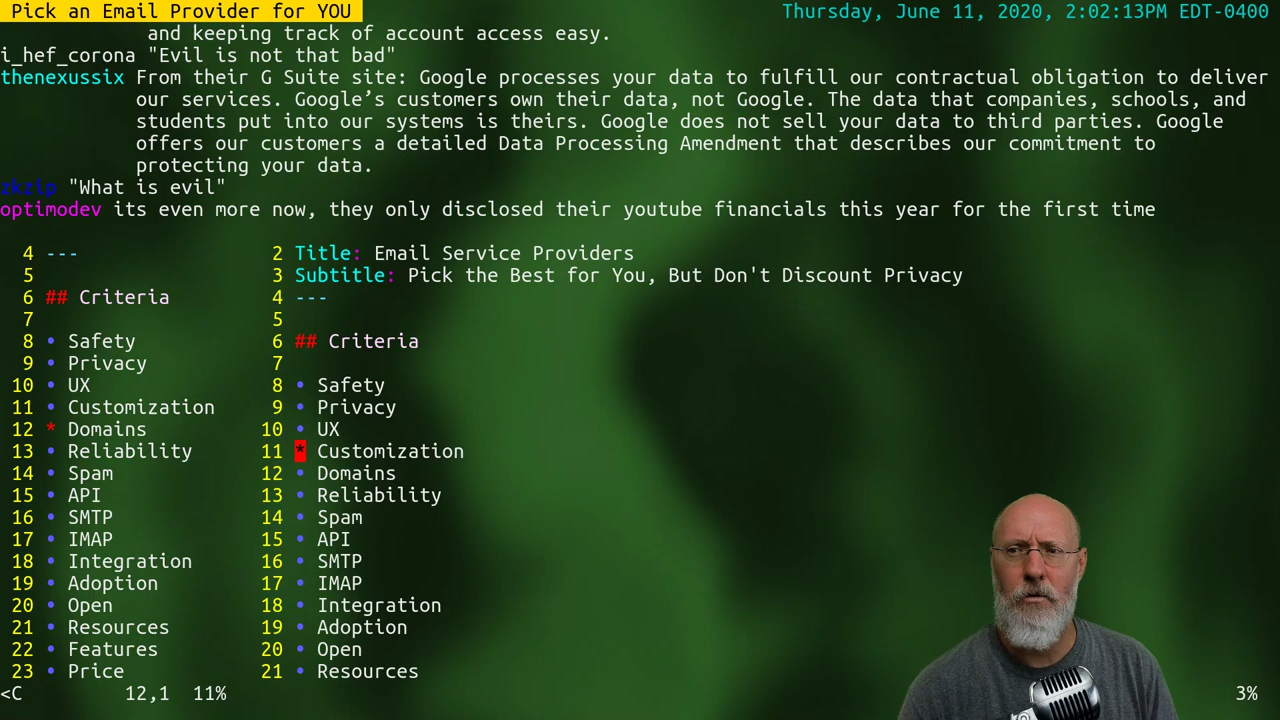 Pick an Email Provider for YOU
Thursday, June 11, 2020, 2:02:13PM EDT-0400
and keeping track of account access easy.
i_hef_corona "Evil is not that bad"
thenexussix From their G Suite site: Google processes your data to fulfill our contractual obligation to deliver
our services. Google’s customers own their data, not Google. The data that companies, schools, and
students put into our systems is theirs. Google does not sell your data to third parties. Google
offers our customers a detailed Data Processing Amendment that describes our commitment to
protecting your data.
zkzip "What is evil"
optimodev its even more now, they only disclosed their youtube financials this year for the first time
4 ---
5
6 ## Criteria
7
8 • Safety
9 • Privacy
10 • UX
11 • Customization
12 * Domains
13 • Reliability
14 • Spam
15 • API
16 • SMTP
17 • IMAP
18 • Integration
19 • Adoption
20 • Open
21 • Resources
22 • Features
23 • Price
<C 12,1 11%
2 Title: Email Service Providers
3 Subtitle: Pick the Best for You, But Don't Discount Privacy
4 ---
5
6 ## Criteria
7
8 • Safety
9 • Privacy
10 • UX
11 * Customization
12 • Domains
13 • Reliability
14 • Spam
15 • API
16 • SMTP
17 • IMAP
18 • Integration
19 • Adoption
20 • Open
21 • Resources
3%